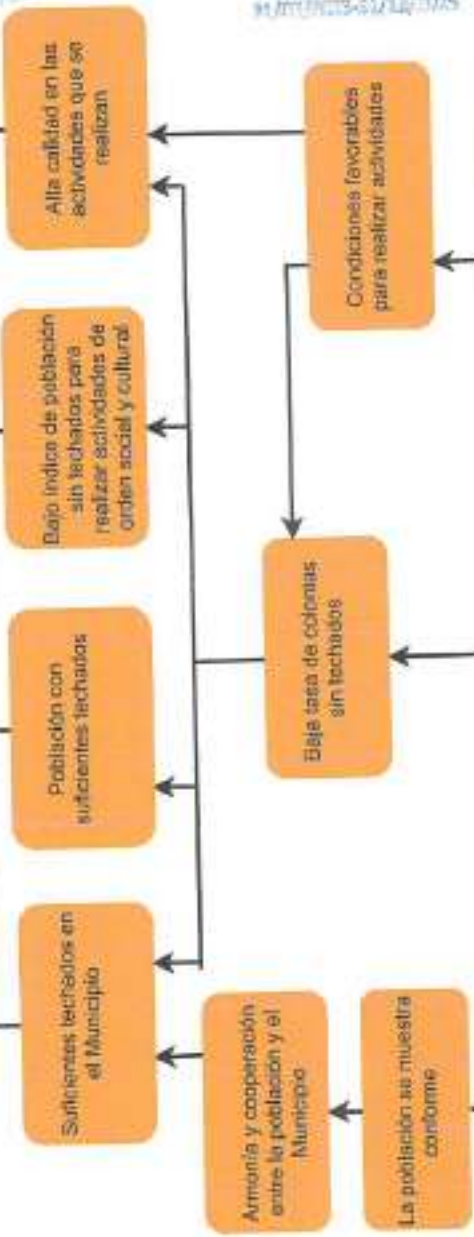 Suficientes techados en
el Municipio
Población con
suficientes techados
Bajo índice de población
sin techados para
realizar actividades de
orden social y cultural
Alta calidad en las
actividades que se
realizan
Armonía y cooperación
entre la población y el
Municipio
Baja tasa de colonias
sin techados
Condiciones favorables
para realizar actividades
La población se muestra
conforme